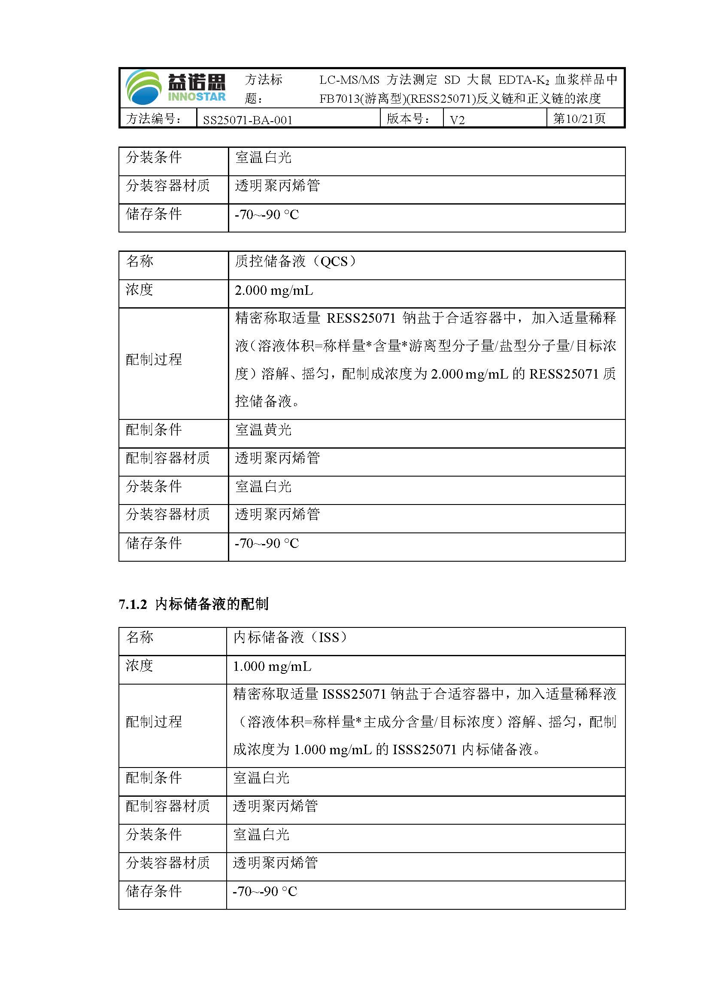 益诺思
INNOSTAR
方法标题：
LC-MS/MS 方法测定 SD 大鼠 EDTA-K₂ 血浆样品中
FB7013(游离型)(RESS25071)反义链和正义链的浓度
方法编号： SS25071-BA-001 版本号： V2 第10/21页
分装条件 室温白光
分装容器材质 透明聚丙烯管
储存条件 -70~-90 °C
名称 质控储备液（QCS）
浓度 2.000 mg/mL
配制过程
精密称取适量 RESS25071 钠盐于合适容器中，加入适量稀释
液（溶液体积=称样量*含量*游离型分子量/盐型分子量/目标浓
度）溶解、摇匀，配制成浓度为 2.000 mg/mL 的 RESS25071 质
控储备液。
配制条件 室温黄光
配制容器材质 透明聚丙烯管
分装条件 室温白光
分装容器材质 透明聚丙烯管
储存条件 -70~-90 °C
7.1.2 内标储备液的配制
名称 内标储备液（ISS）
浓度 1.000 mg/mL
配制过程
精密称取适量 ISSS25071 钠盐于合适容器中，加入适量稀释液
（溶液体积=称样量*主成分含量/目标浓度）溶解、摇匀，配制
成浓度为 1.000 mg/mL 的 ISSS25071 内标储备液。
配制条件 室温白光
配制容器材质 透明聚丙烯管
分装条件 室温白光
分装容器材质 透明聚丙烯管
储存条件 -70~-90 °C